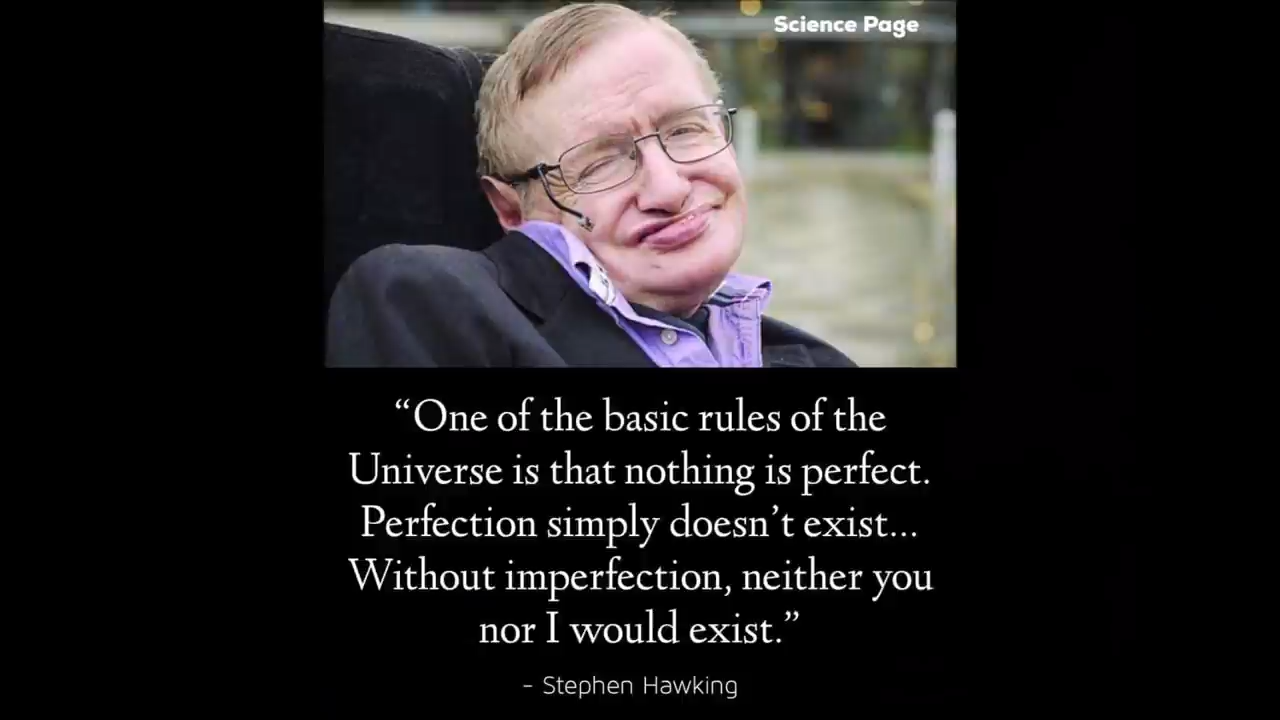 Science Page
“One of the basic rules of the
Universe is that nothing is perfect.
Perfection simply doesn’t exist...
Without imperfection, neither you
nor I would exist.”
- Stephen Hawking